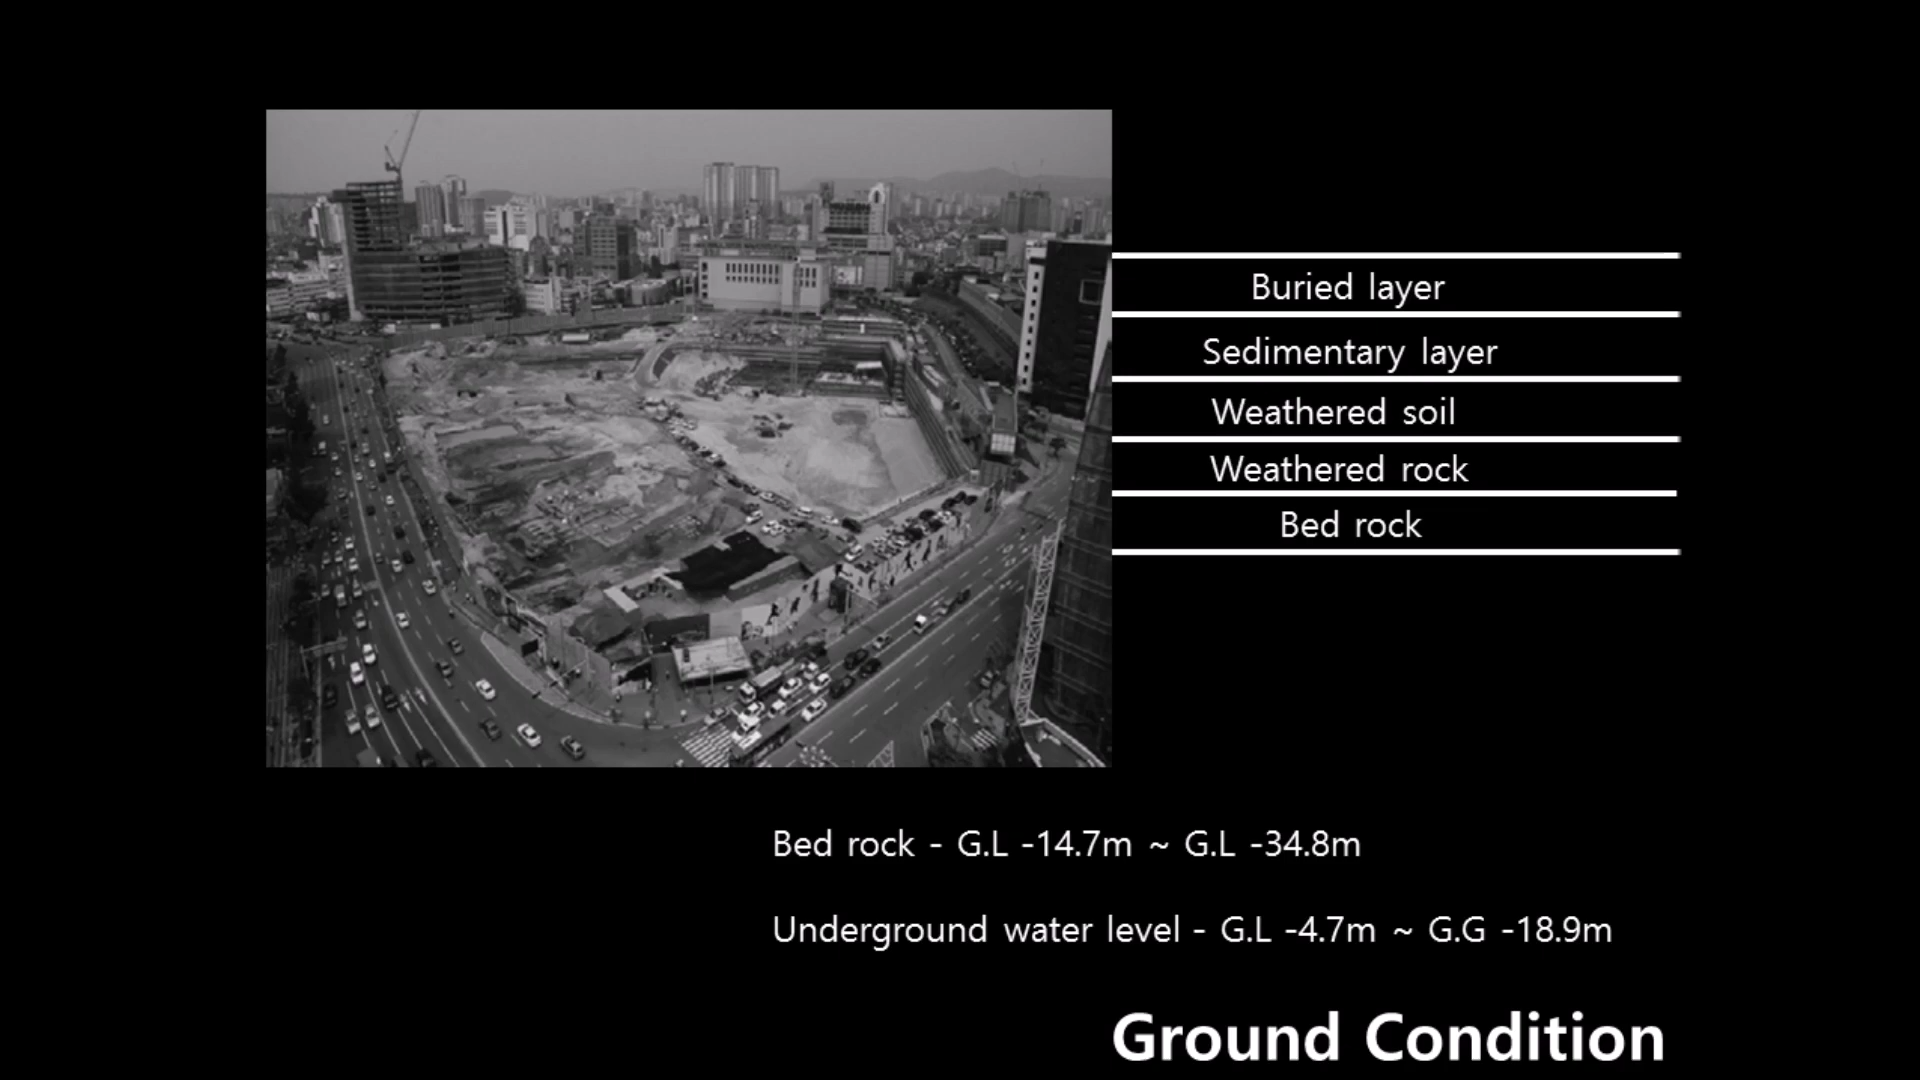 Buried layer
Sedimentary layer
Weathered soil
Weathered rock
Bed rock
Bed rock - G.L -14.7m ~ G.L -34.8m
Underground water level - G.L -4.7m ~ G.G -18.9m
Ground Condition